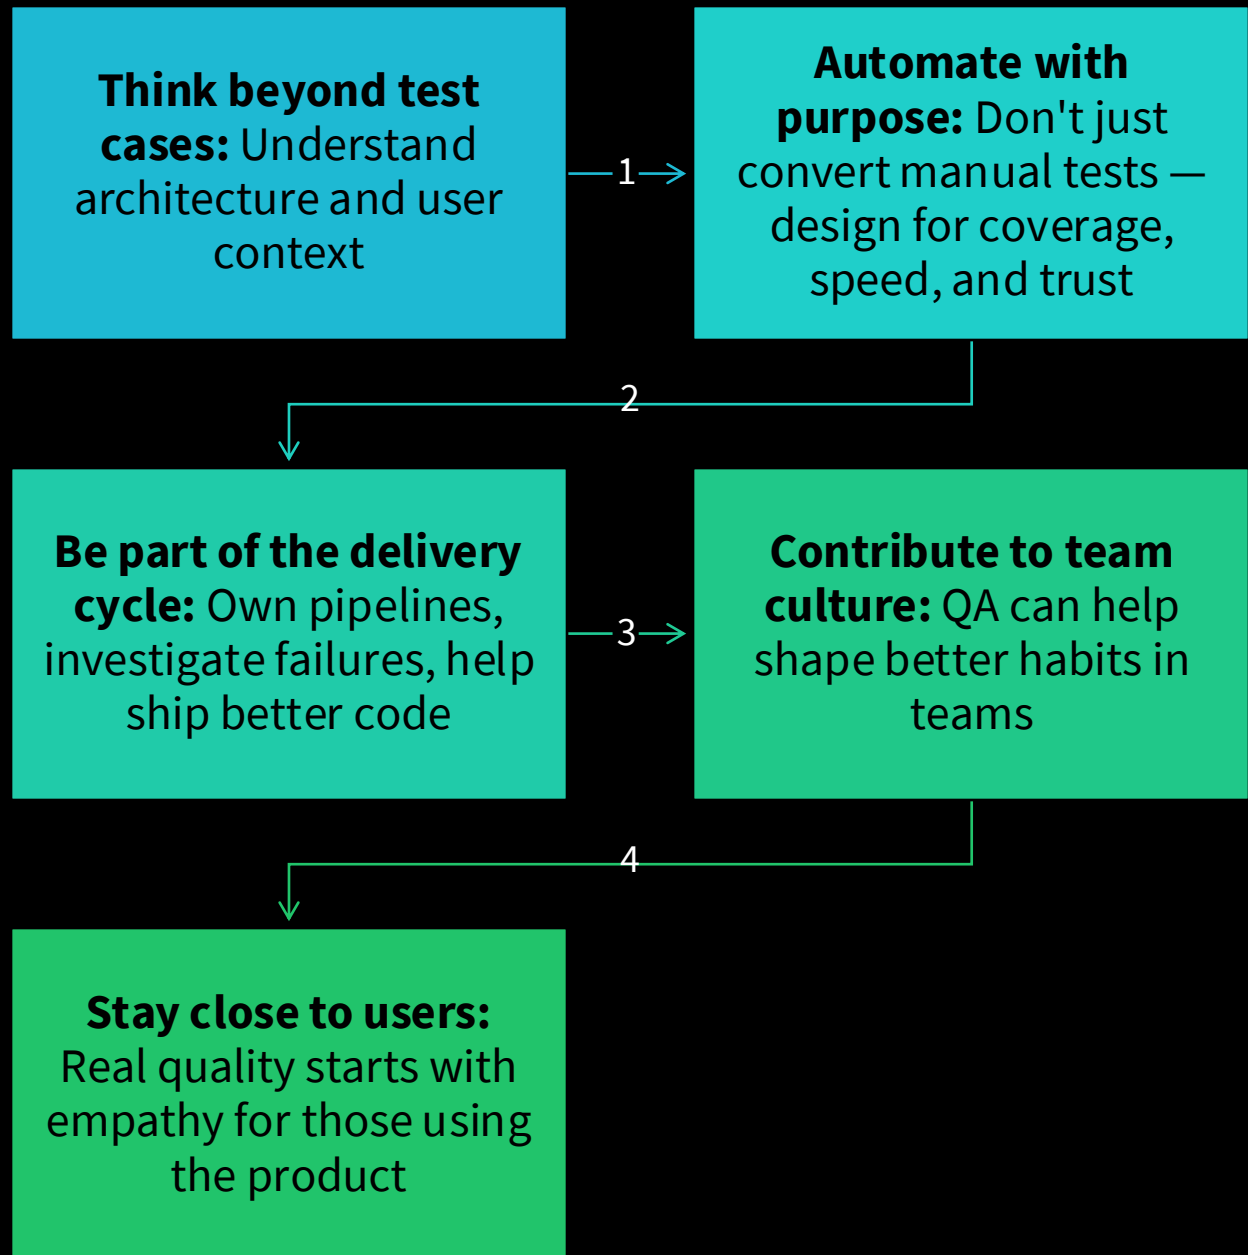 Think beyond test
cases: Understand
architecture and user
context
1
Automate with
purpose: Don't just
convert manual tests —
design for coverage,
speed, and trust
2
Be part of the delivery
cycle: Own pipelines,
investigate failures, help
ship better code
3
Contribute to team
culture: QA can help
shape better habits in
teams
4
Stay close to users:
Real quality starts with
empathy for those using
the product